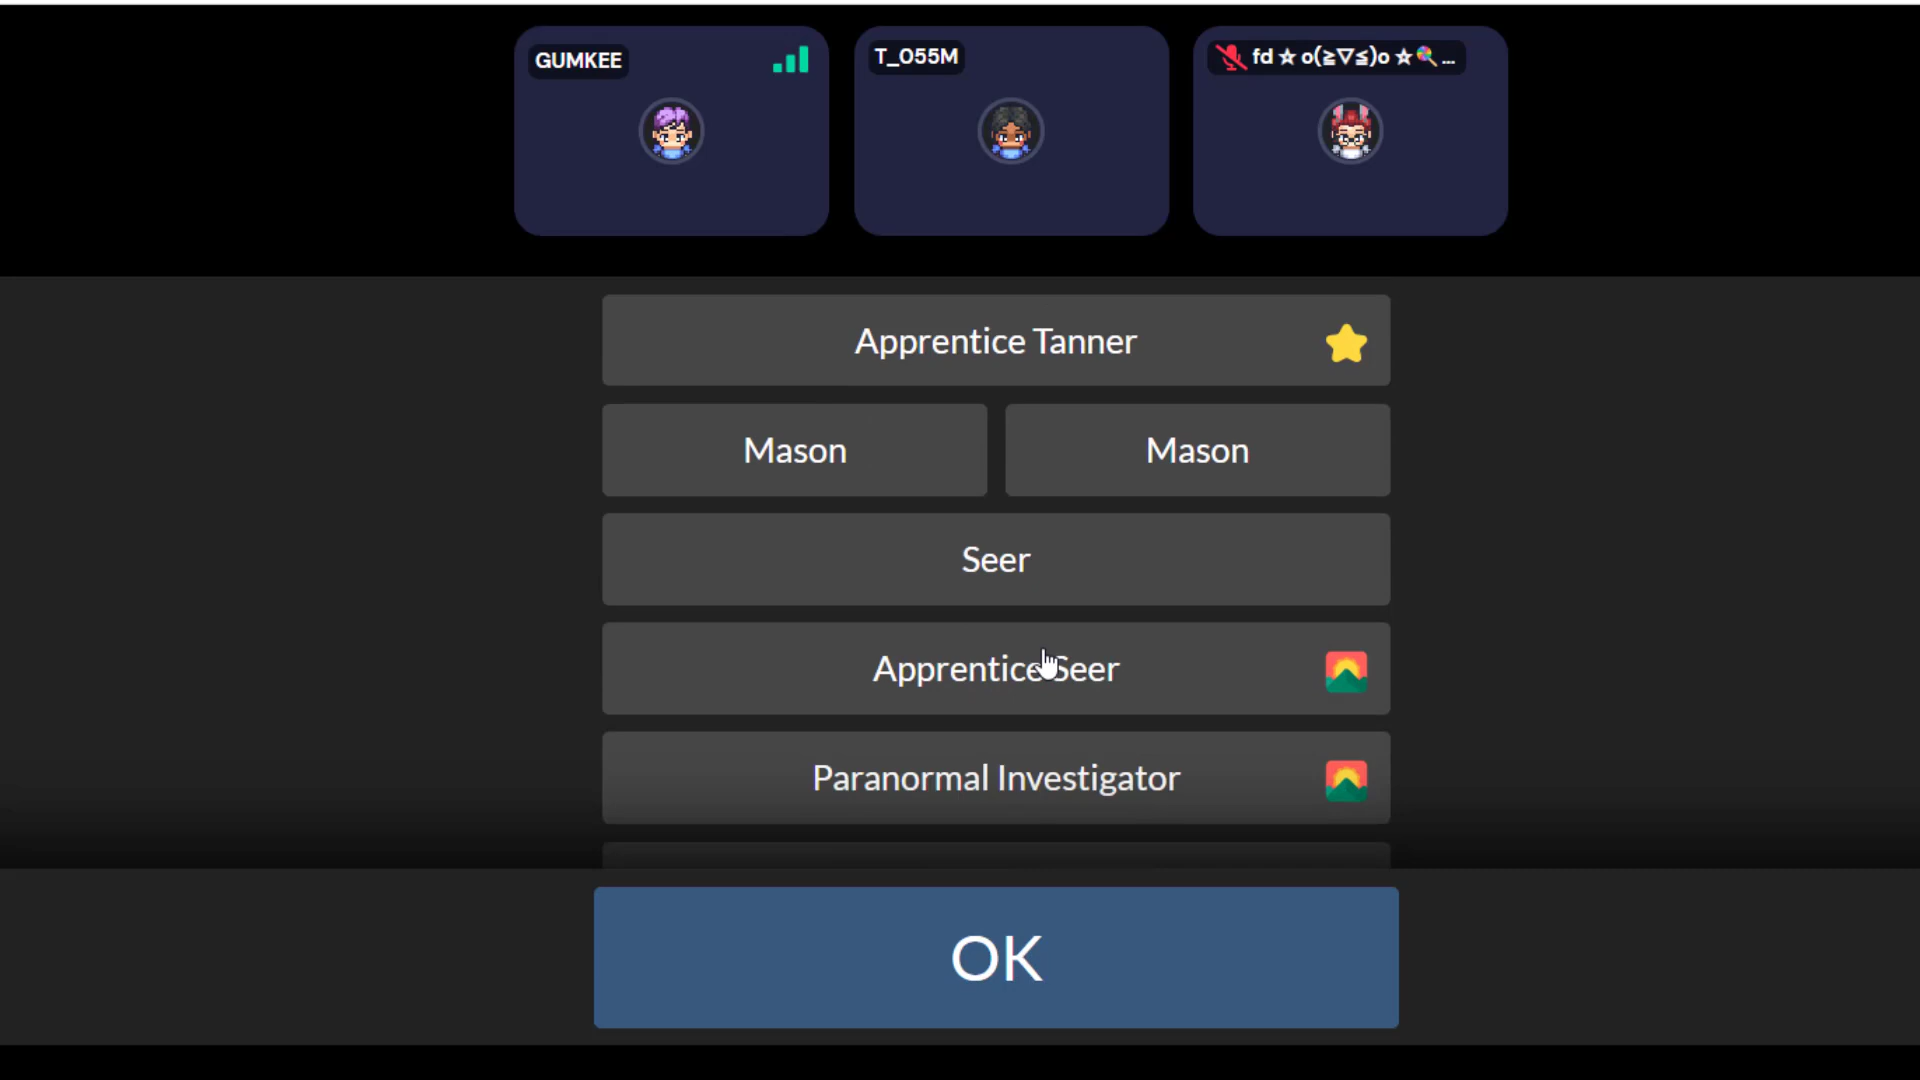 GUMKEE
T_055M
fd ☆ o(≧▽≦)o ☆ 🍭 ...
Apprentice Tanner
Mason
Mason
Seer
Apprentice Seer
Paranormal Investigator
OK